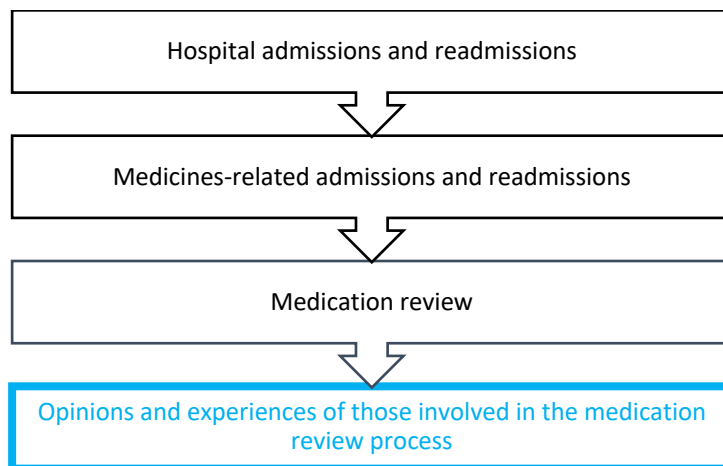 Hospital admissions and readmissions
Medicines-related admissions and readmissions
Medication review
Opinions and experiences of those involved in the medication
review process